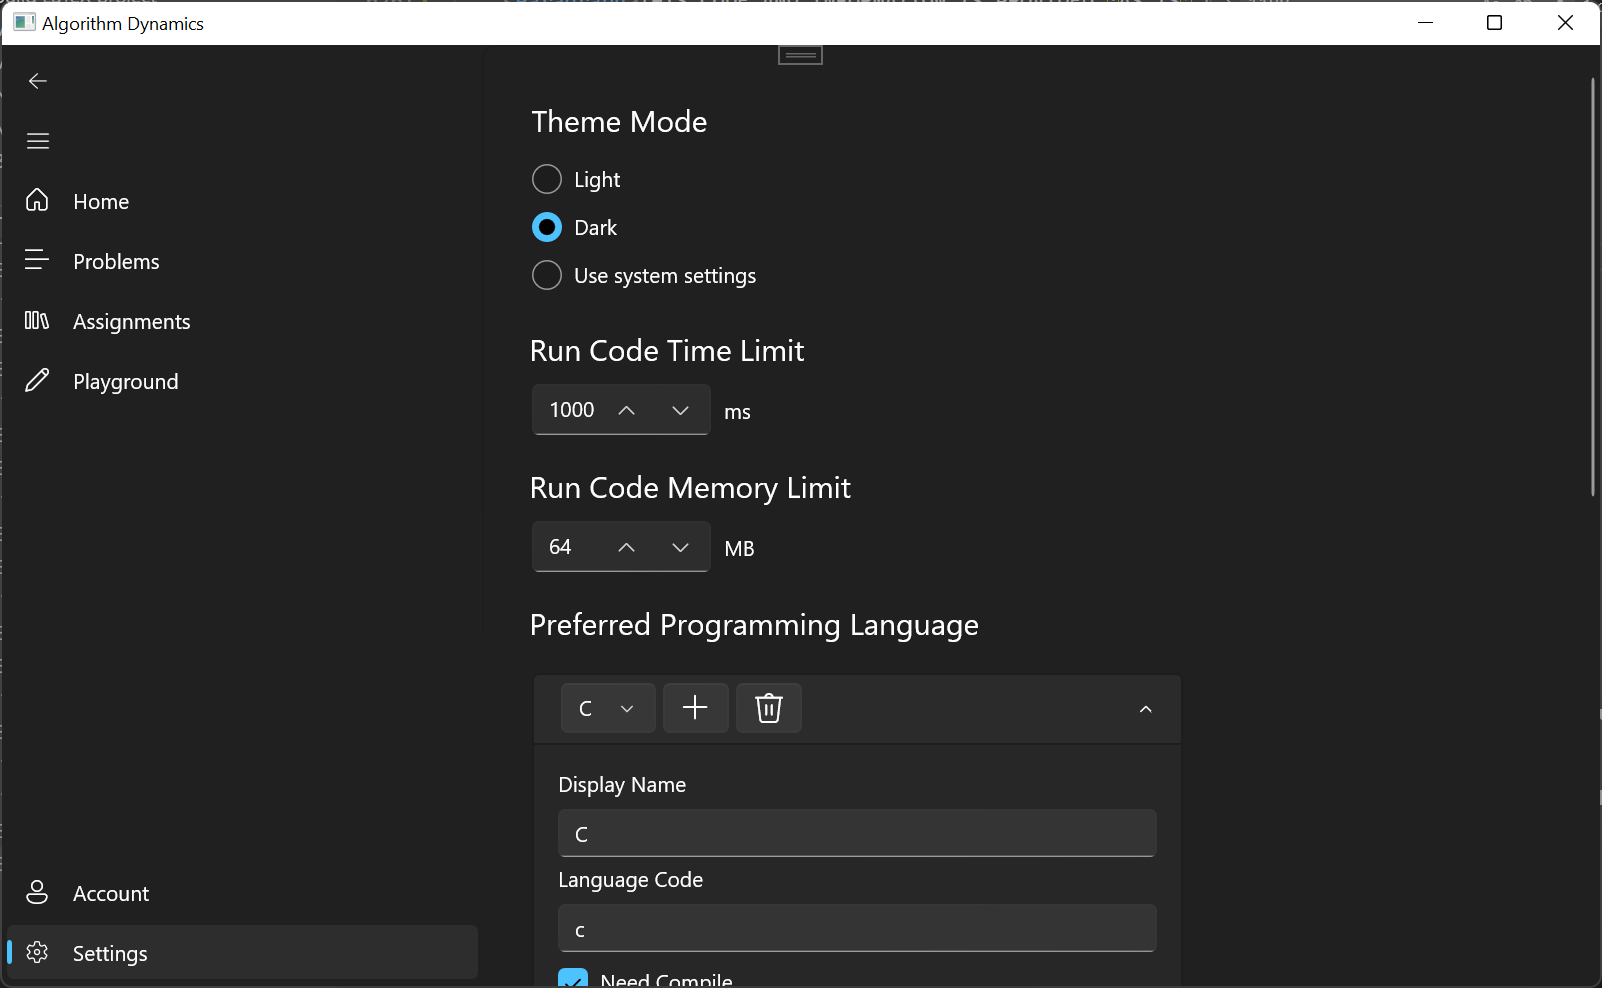 Algorithm Dynamics
Home
Problems
Assignments
Playground
Account
Settings
Theme Mode
Light
Dark
Use system settings
Run Code Time Limit
1000
ms
Run Code Memory Limit
64
MB
Preferred Programming Language
C
Display Name
C
Language Code
c
Need Compile